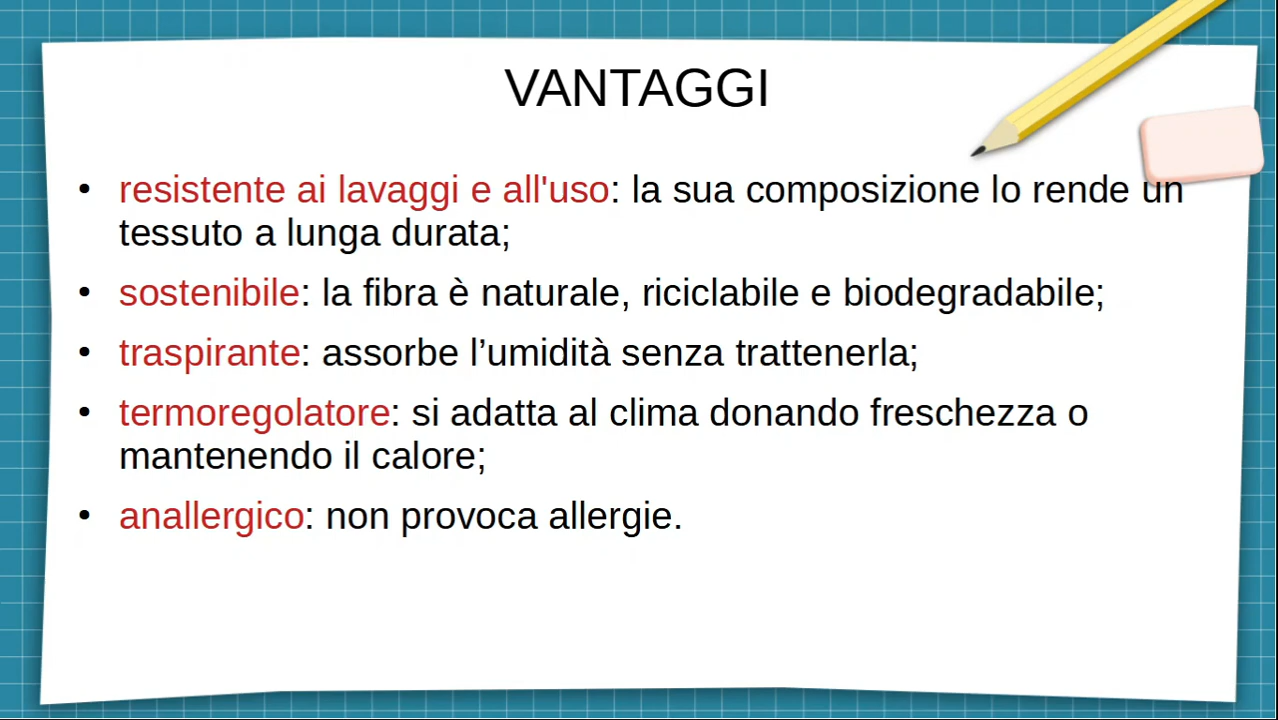 VANTAGGI
• resistente ai lavaggi e all'uso: la sua composizione lo rende un
tessuto a lunga durata;
• sostenibile: la fibra è naturale, riciclabile e biodegradabile;
• traspirante: assorbe l’umidità senza trattenerla;
• termoregolatore: si adatta al clima donando freschezza o
mantenendo il calore;
• anallergico: non provoca allergie.